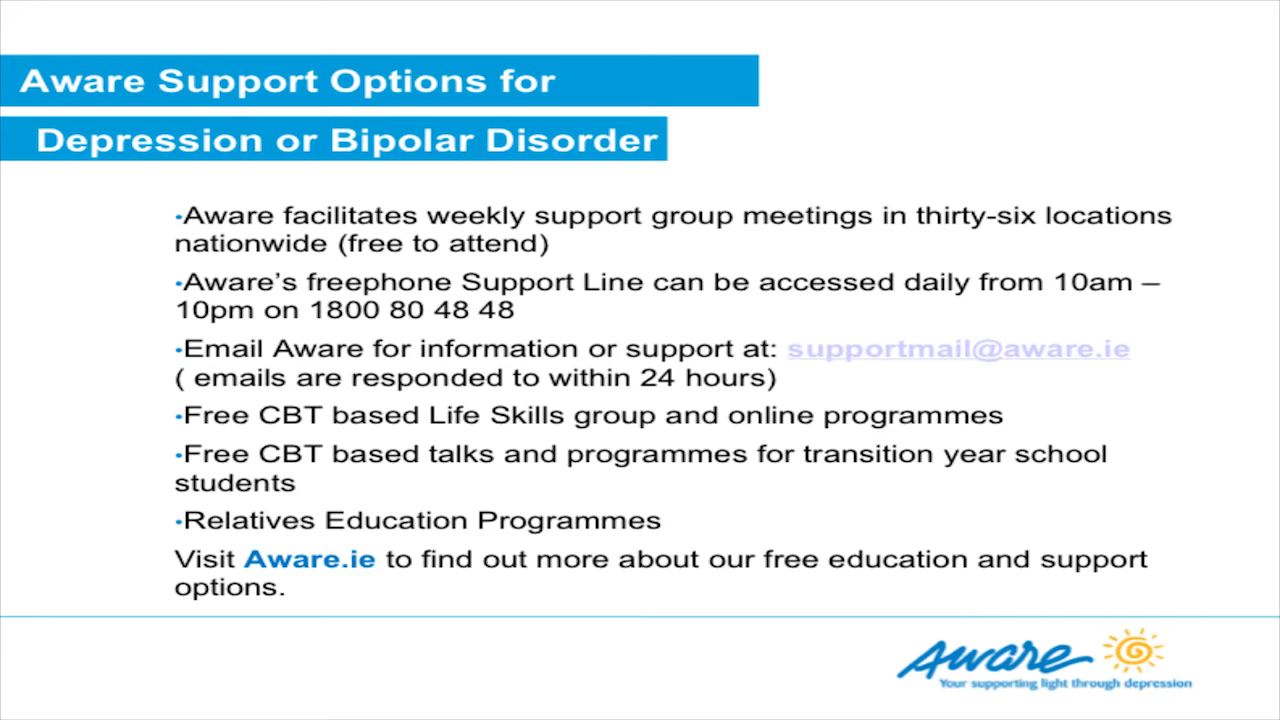 Aware Support Options for
Depression or Bipolar Disorder
•Aware facilitates weekly support group meetings in thirty-six locations
nationwide (free to attend)
•Aware’s freephone Support Line can be accessed daily from 10am –
10pm on 1800 80 48 48
•Email Aware for information or support at: supportmail@aware.ie
( emails are responded to within 24 hours)
•Free CBT based Life Skills group and online programmes
•Free CBT based talks and programmes for transition year school
students
•Relatives Education Programmes
Visit Aware.ie to find out more about our free education and support
options.
Aware
Your supporting light through depression